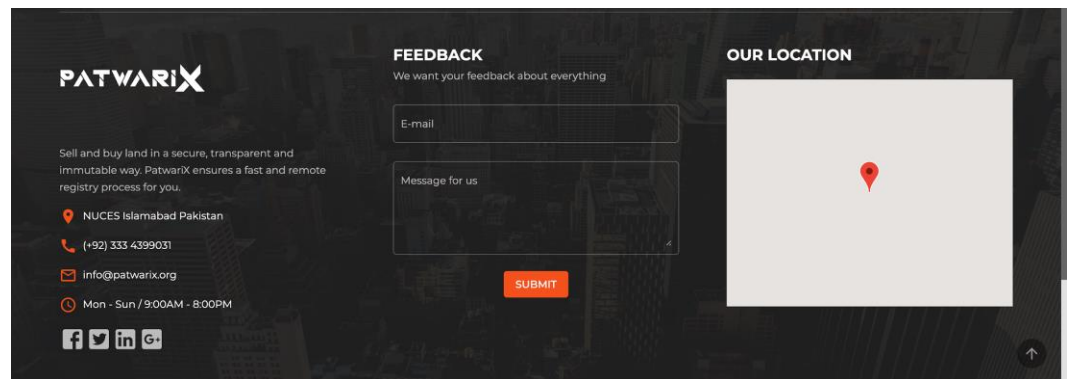 PATWARiX
Sell and buy land in a secure, transparent and
immutable way. PatwariX ensures a fast and remote
registry process for you.
NUCES Islamabad Pakistan
(+92) 333 4399031
info@patwarix.org
Mon - Sun / 9:00AM - 8:00PM
f in G+
FEEDBACK
We want your feedback about everything
E-mail
Message for us
SUBMIT
OUR LOCATION